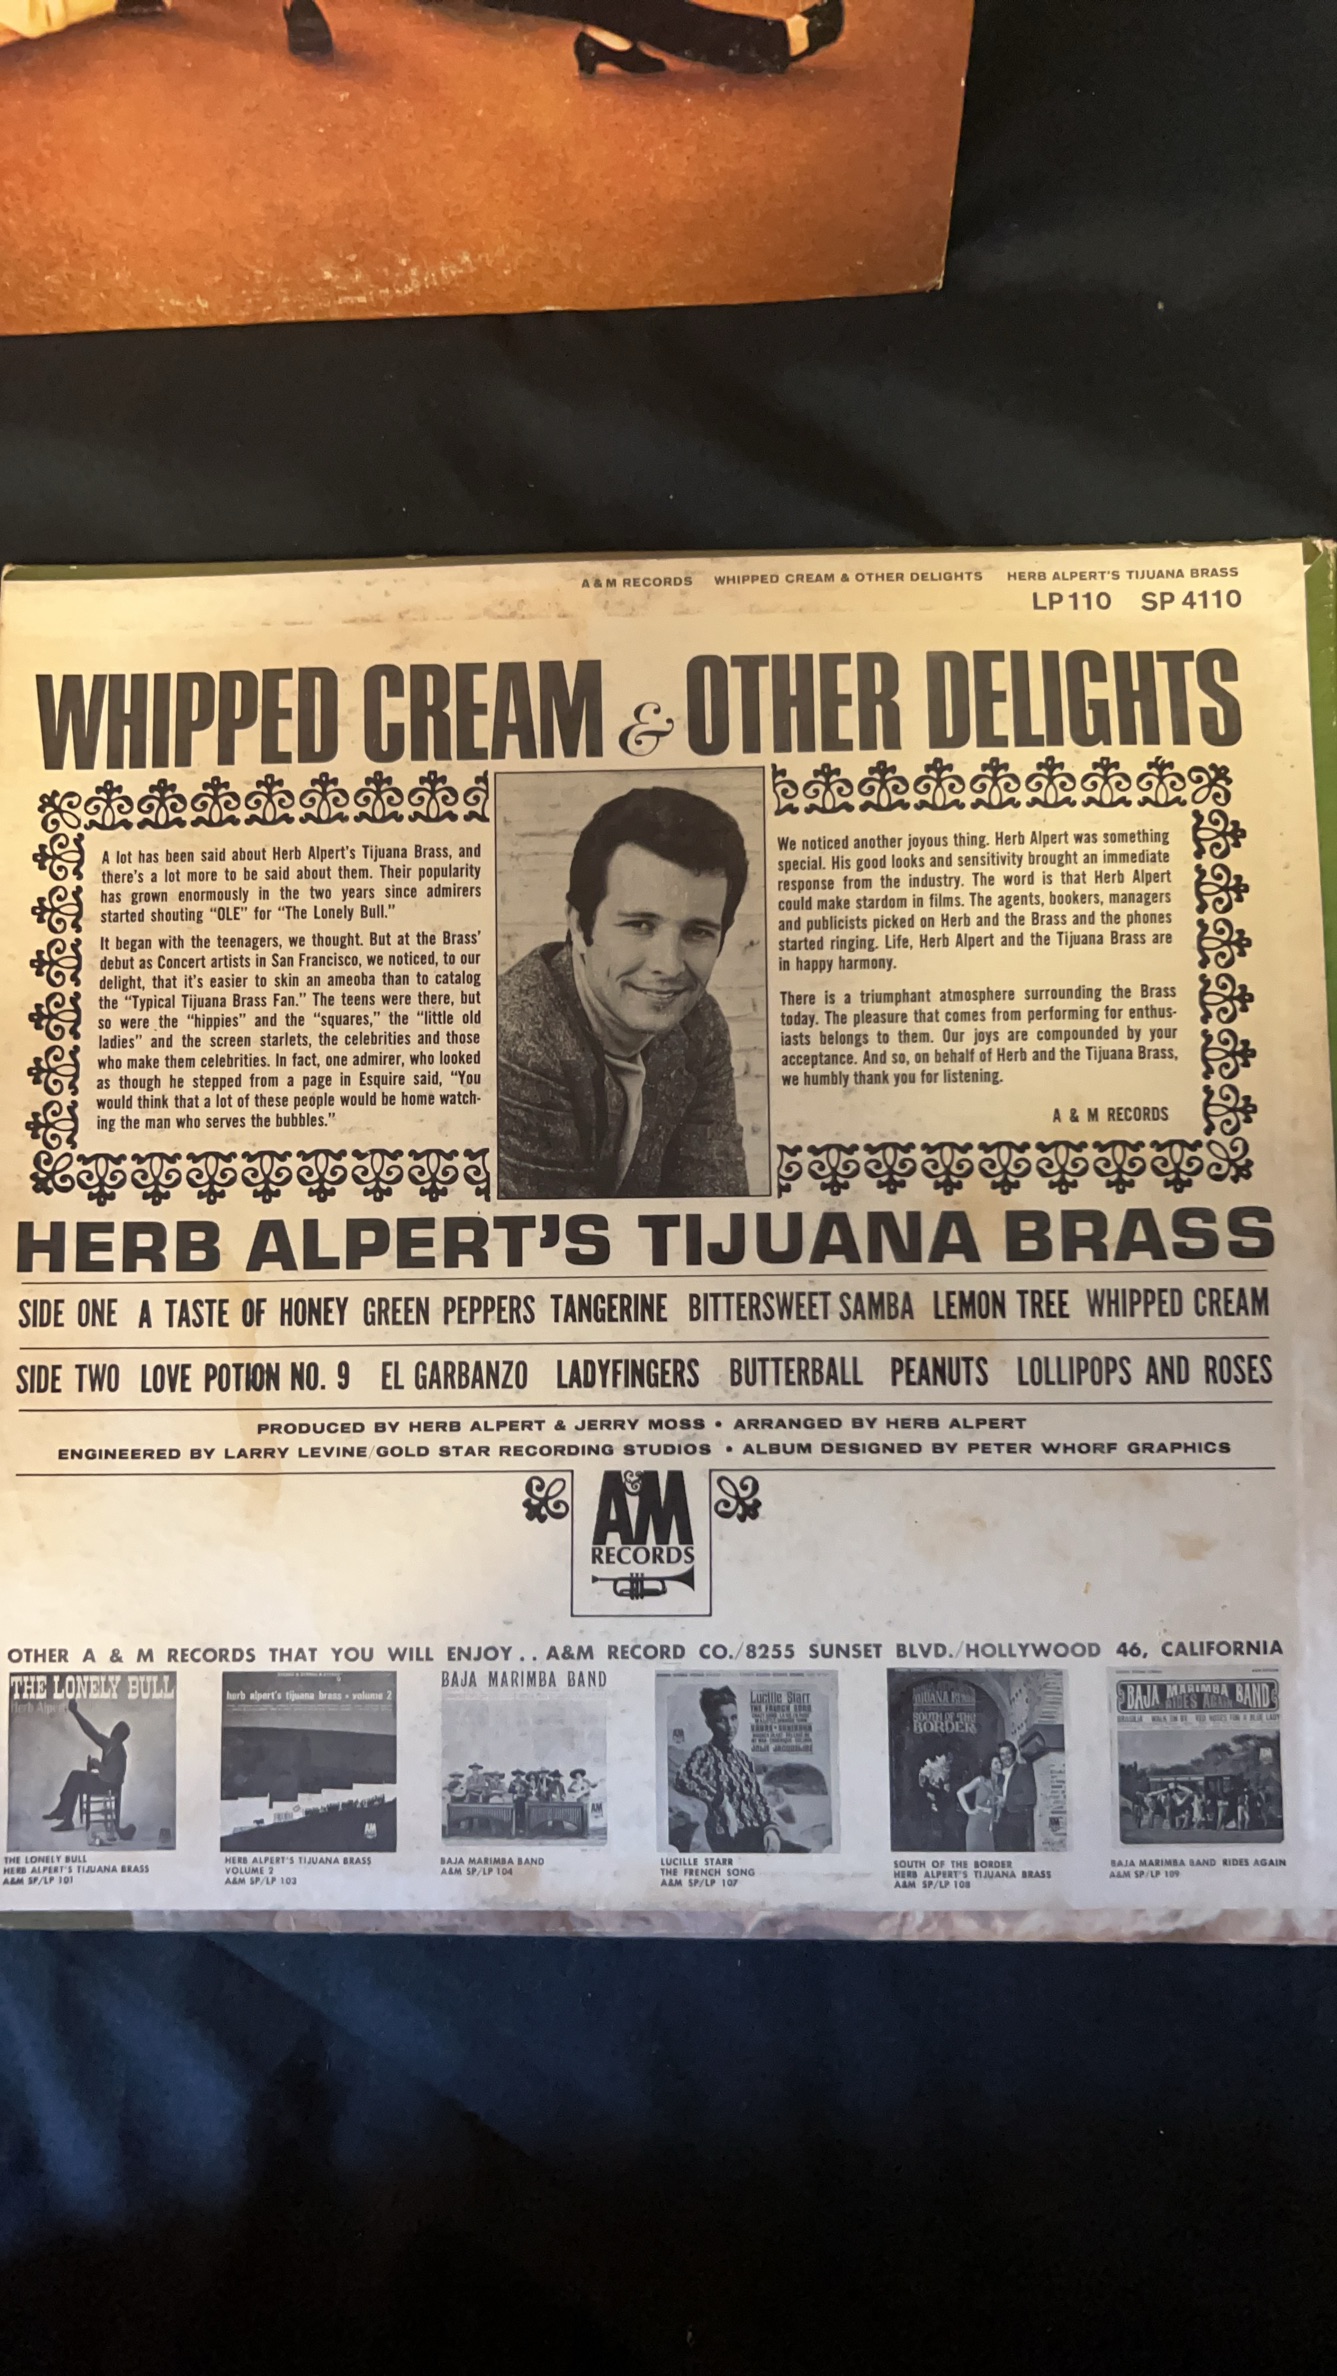 A & M RECORDS WHIPPED CREAM & OTHER DELIGHTS HERB ALPERT'S TIJUANA BRASS
LP 110 SP 4110
WHIPPED CREAM & OTHER DELIGHTS
A lot has been said about Herb Alpert's Tijuana Brass, and
there's a lot more to be said about them. Their popularity
has grown enormously in the two years since admirers
started shouting "OLE" for "The Lonely Bull."
It began with the teenagers, we thought. But at the Brass'
debut as Concert artists in San Francisco, we noticed, to our
delight, that it's easier to skin an ameoba than to catalog
the "Typical Tijuana Brass Fan." The teens were there, but
so were the "hippies" and the "squares," the "little old
ladies" and the screen starlets, the celebrities and those
who make them celebrities. In fact, one admirer, who looked
as though he stepped from a page in Esquire said, "You
would think that a lot of these people would be home watch-
ing the man who serves the bubbles."
We noticed another joyous thing. Herb Alpert was something
special. His good looks and sensitivity brought an immediate
response from the industry. The word is that Herb Alpert
could make stardom in films. The agents, bookers, managers
and publicists picked on Herb and the Brass and the phones
started ringing. Life, Herb Alpert and the Tijuana Brass are
in happy harmony.
There is a triumphant atmosphere surrounding the Brass
today. The pleasure that comes from performing for enthus-
iasts belongs to them. Our joys are compounded by your
acceptance. And so, on behalf of Herb and the Tijuana Brass,
we humbly thank you for listening.
A & M RECORDS
HERB ALPERT'S TIJUANA BRASS
SIDE ONE A TASTE OF HONEY GREEN PEPPERS TANGERINE BITTERSWEET SAMBA LEMON TREE WHIPPED CREAM
SIDE TWO LOVE POTION NO. 9 EL GARBANZO LADYFINGERS BUTTERBALL PEANUTS LOLLIPOPS AND ROSES
PRODUCED BY HERB ALPERT & JERRY MOSS • ARRANGED BY HERB ALPERT
ENGINEERED BY LARRY LEVINE/GOLD STAR RECORDING STUDIOS • ALBUM DESIGNED BY PETER WHORF GRAPHICS
A&M
RECORDS
OTHER A & M RECORDS THAT YOU WILL ENJOY . . A&M RECORD CO./8255 SUNSET BLVD./HOLLYWOOD 46, CALIFORNIA
THE LONELY BULL
Herb Alpert
THE LONELY BULL
HERB ALPERT'S TIJUANA BRASS
A&M SP/LP 101
herb alpert's tijuana brass • volume 2
HERB ALPERT'S TIJUANA BRASS
VOLUME 2
A&M SP/LP 103
BAJA MARIMBA BAND
BAJA MARIMBA BAND
A&M SP/LP 104
Lucille Starr
THE FRENCH SONG
LUCILLE STARR
THE FRENCH SONG
A&M SP/LP 107
TIJUANA BRASS
SOUTH OF THE
BORDER
SOUTH OF THE BORDER
HERB ALPERT'S TIJUANA BRASS
A&M SP/LP 108
BAJA MARIMBA BAND
RIDES AGAIN
BAJA MARIMBA BAND RIDES AGAIN
A&M SP/LP 109